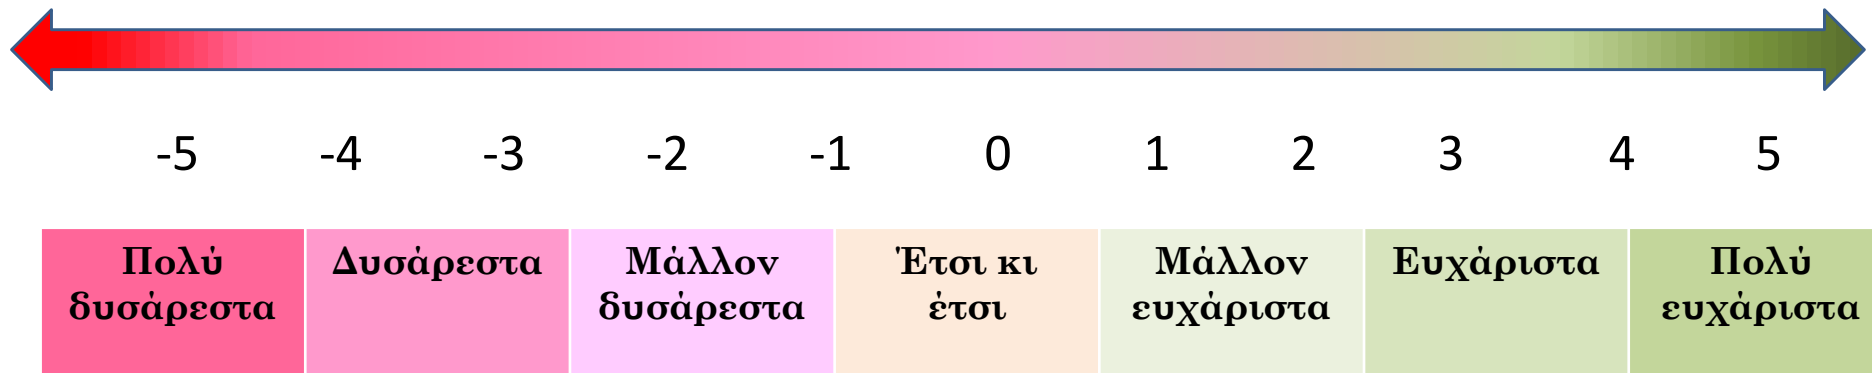 -5 -4 -3 -2 -1 0 1 2 3 4 5
Πολύ δυσάρεστα
Δυσάρεστα
Μάλλον δυσάρεστα
Έτσι κι έτσι
Μάλλον ευχάριστα
Ευχάριστα
Πολύ ευχάριστα